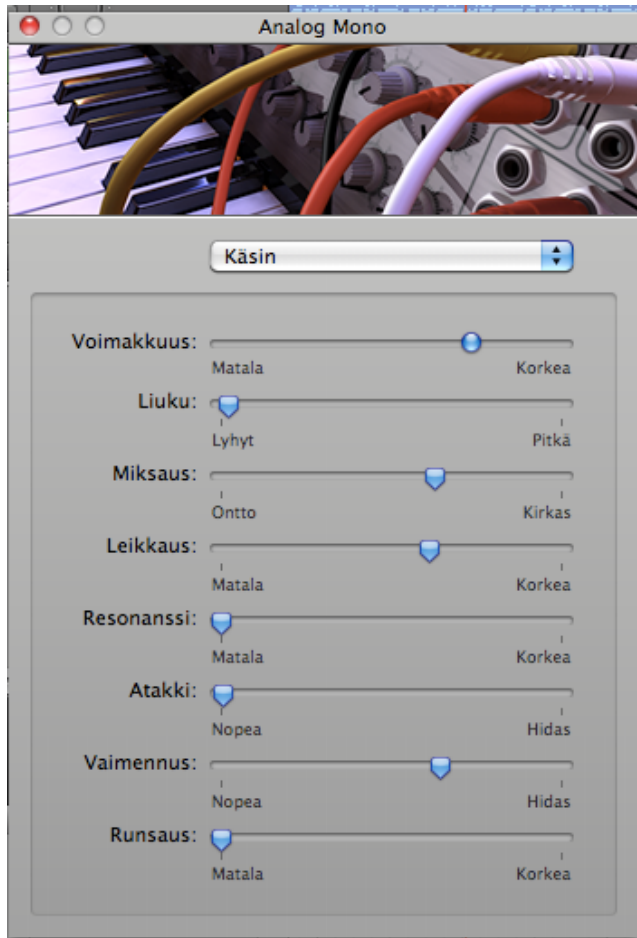 Analog Mono
Käsin
Voimakkuus:
Matala Korkea
Liuku:
Lyhyt Pitkä
Miksaus:
Ontto Kirkas
Leikkaus:
Matala Korkea
Resonanssi:
Matala Korkea
Atakki:
Nopea Hidas
Vaimennus:
Nopea Hidas
Runsaus:
Matala Korkea